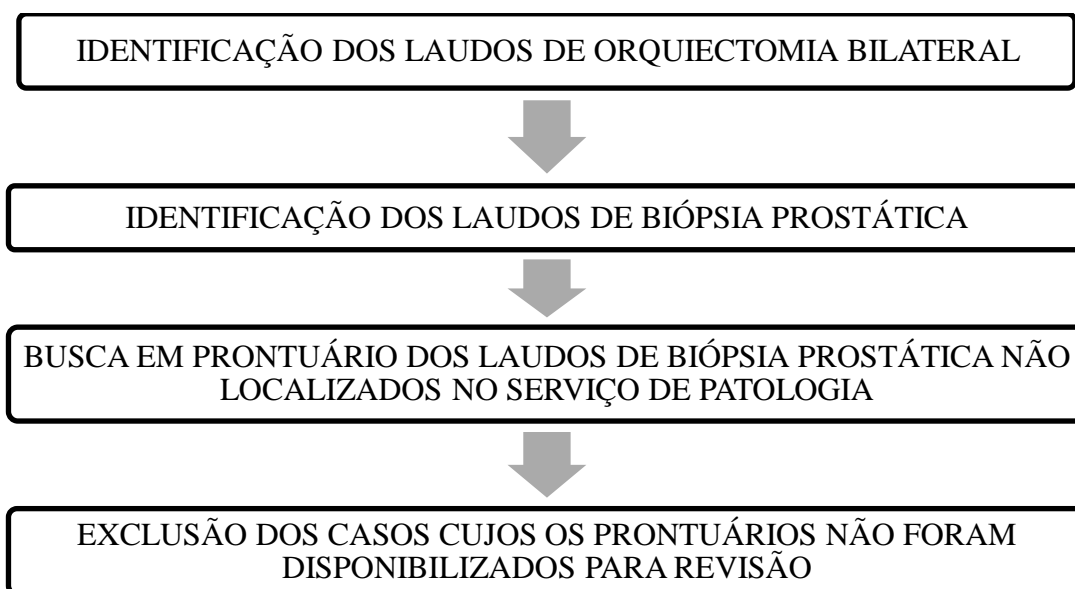 IDENTIFICAÇÃO DOS LAUDOS DE ORQUIECTOMIA BILATERAL
IDENTIFICAÇÃO DOS LAUDOS DE BIÓPSIA PROSTÁTICA
BUSCA EM PRONTUÁRIO DOS LAUDOS DE BIÓPSIA PROSTÁTICA NÃO
LOCALIZADOS NO SERVIÇO DE PATOLOGIA
EXCLUSÃO DOS CASOS CUJOS OS PRONTUÁRIOS NÃO FORAM
DISPONIBILIZADOS PARA REVISÃO